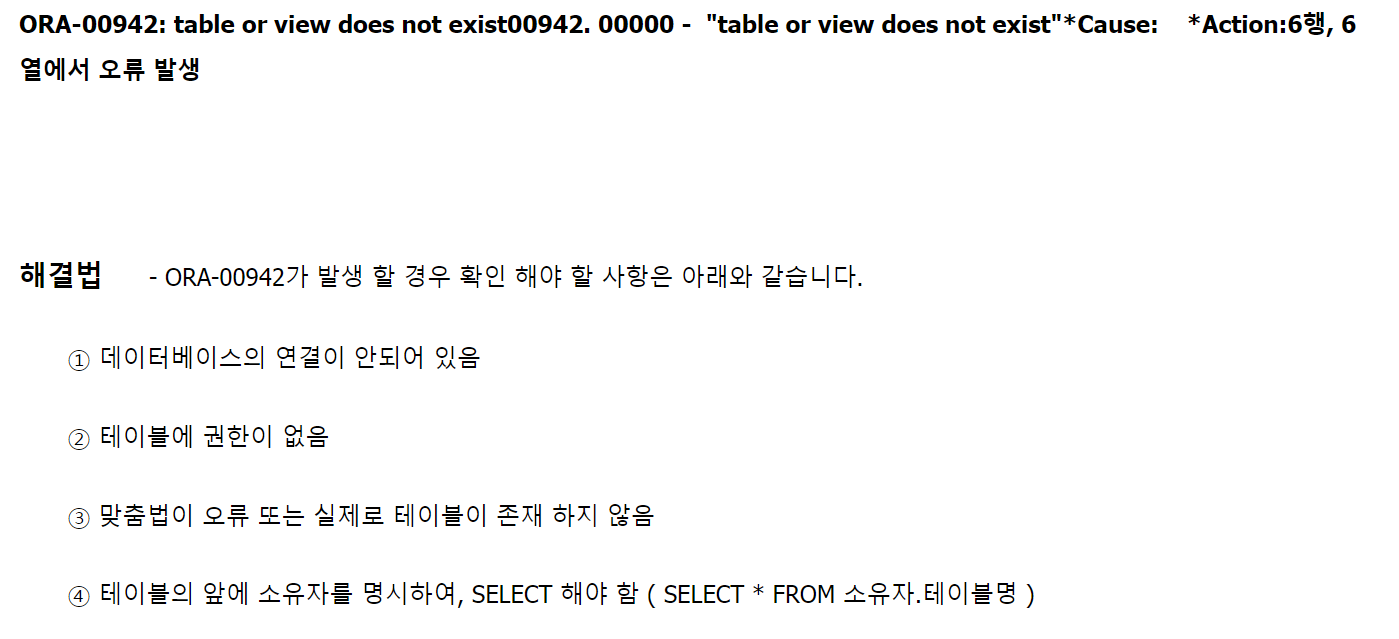 ORA-00942: table or view does not exist00942. 00000 -  "table or view does not exist"*Cause:    *Action:6행, 6
열에서 오류 발생
해결법 - ORA-00942가 발생 할 경우 확인 해야 할 사항은 아래와 같습니다.
① 데이터베이스의 연결이 안되어 있음
② 테이블에 권한이 없음
③ 맞춤법이 오류 또는 실제로 테이블이 존재 하지 않음
④ 테이블의 앞에 소유자를 명시하여, SELECT 해야 함 ( SELECT * FROM 소유자.테이블명 )